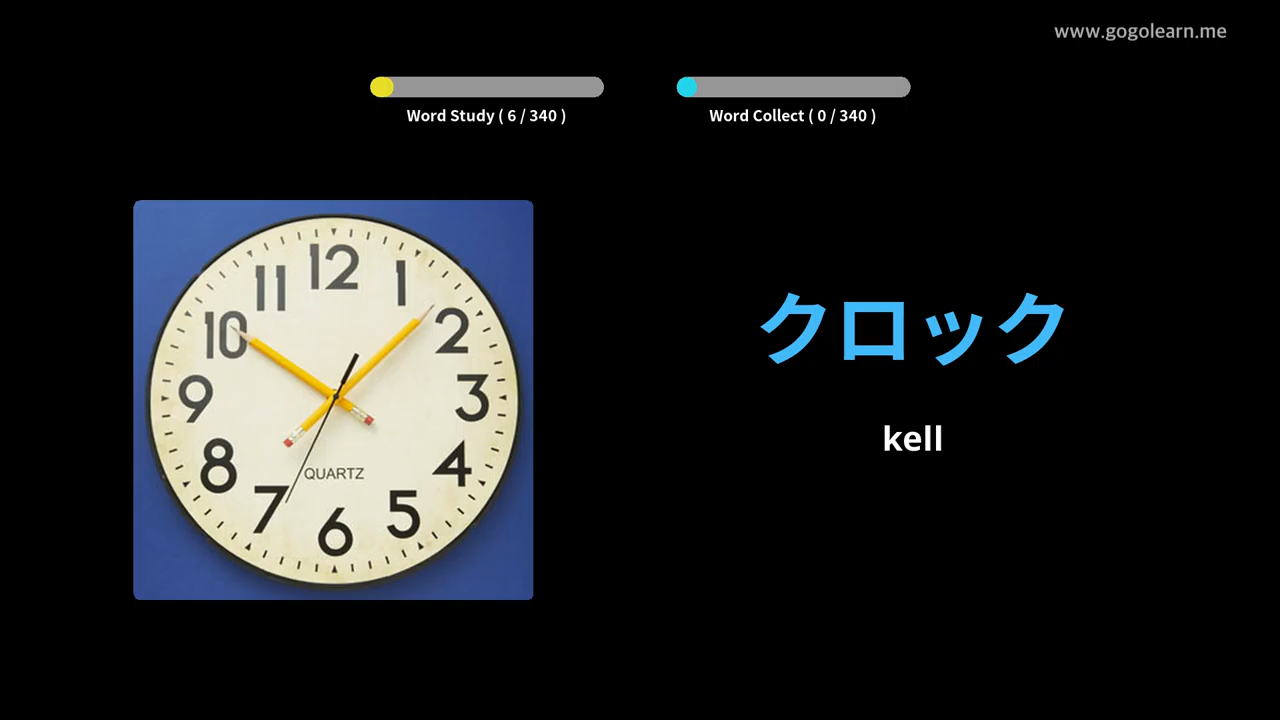 www.gogolearn.me
Word Study ( 6 / 340 )
Word Collect ( 0 / 340 )
12
11
1
10
2
9
3
8
4
7
5
6
QUARTZ
クロック
kell